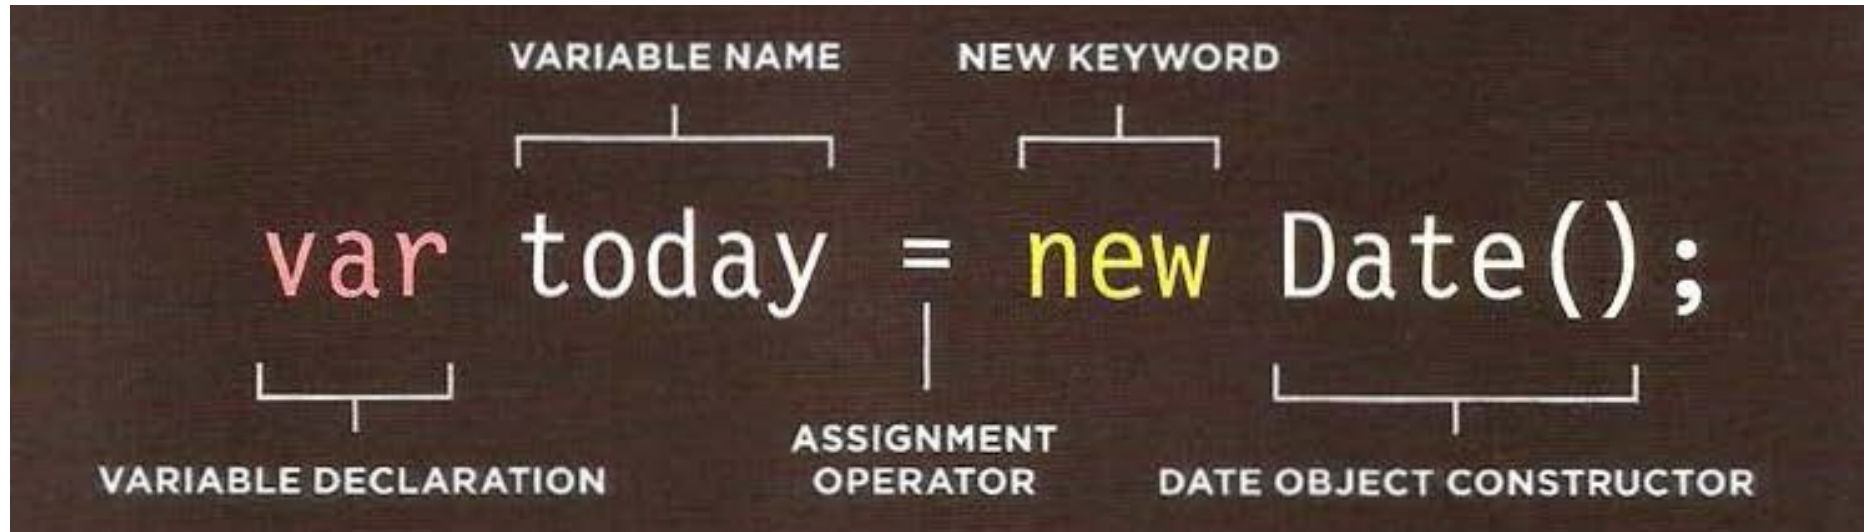 VARIABLE NAME
NEW KEYWORD
var today = new Date();
VARIABLE DECLARATION
ASSIGNMENT
OPERATOR
DATE OBJECT CONSTRUCTOR